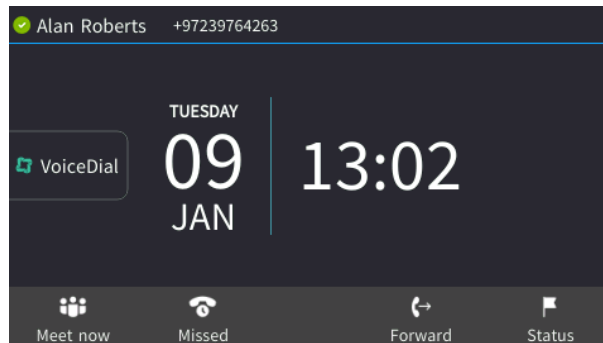 Alan Roberts +97239764263
TUESDAY
09
JAN
13:02
VoiceDial
Meet now Missed Forward Status